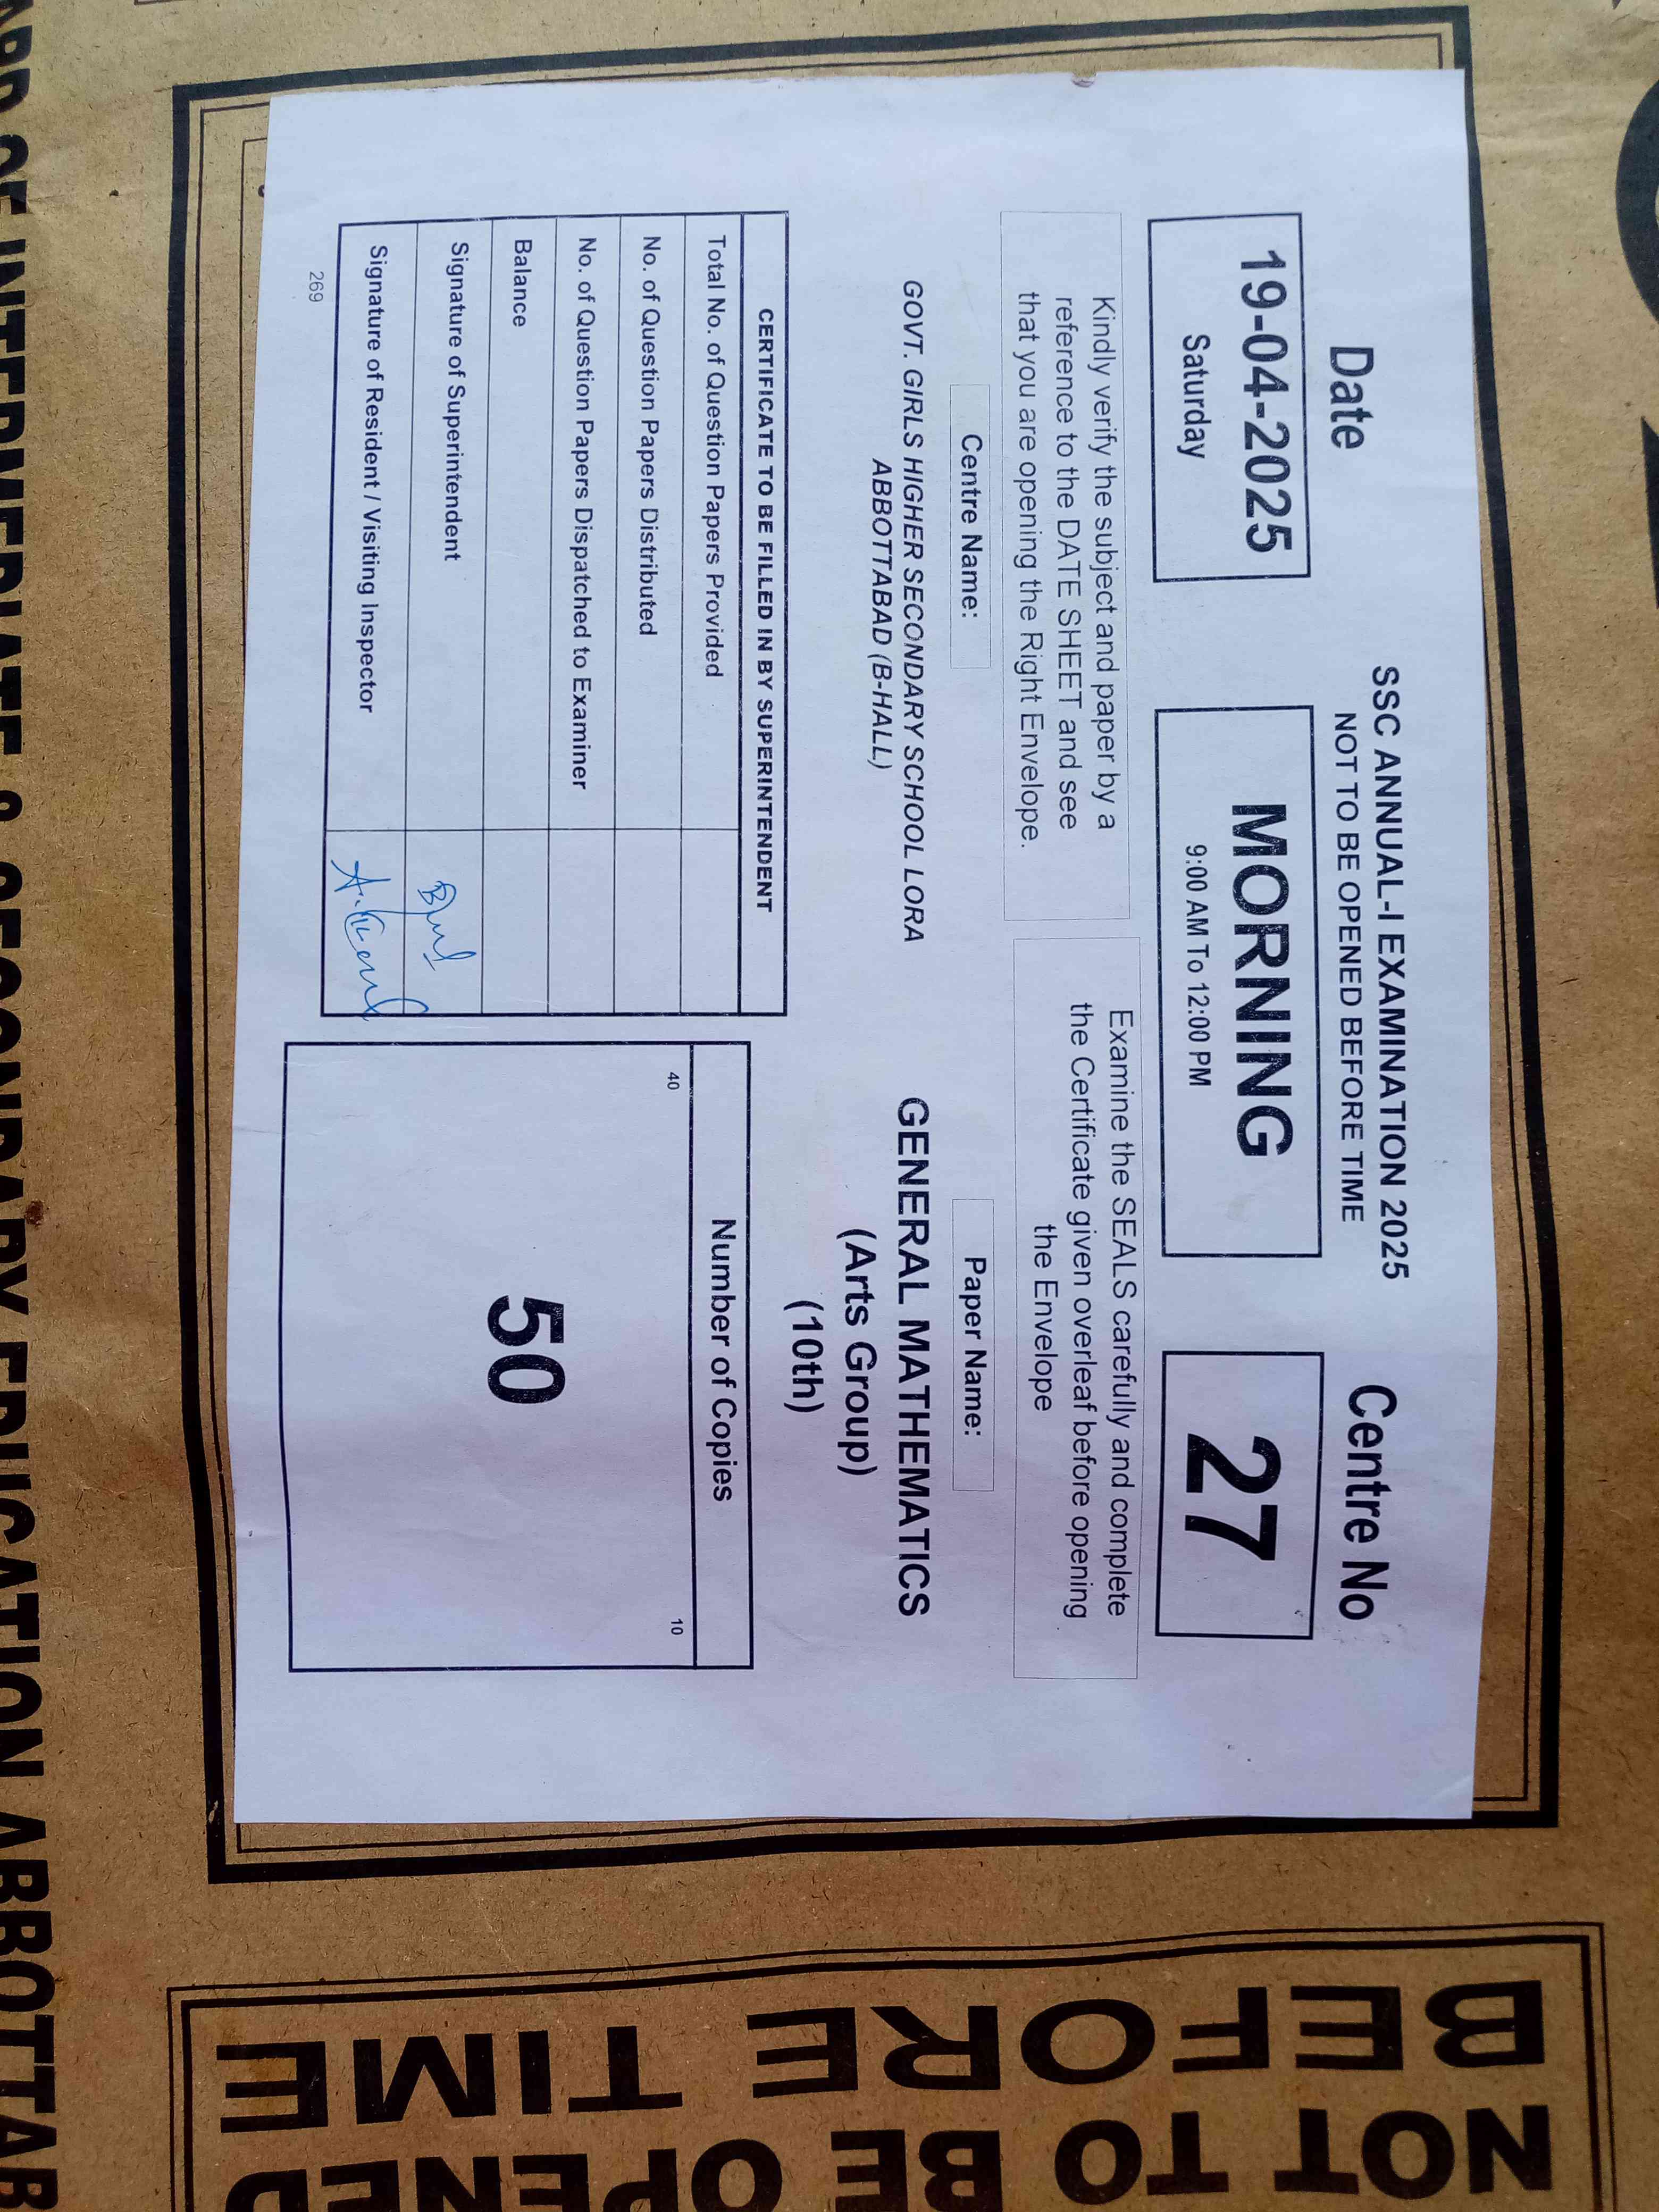 SSC ANNUAL-I EXAMINATION 2025
NOT TO BE OPENED BEFORE TIME
Date
19-04-2025
Saturday
MORNING
9:00 AM To 12:00 PM
Centre No
27
Kindly verify the subject and paper by a
reference to the DATE SHEET and see
that you are opening the Right Envelope.
Examine the SEALS carefully and complete
the Certificate given overleaf before opening
the Envelope
Centre Name:
GOVT. GIRLS HIGHER SECONDARY SCHOOL LORA
ABBOTTABAD (B-HALL)
Paper Name:
GENERAL MATHEMATICS
(Arts Group)
(10th)
CERTIFICATE TO BE FILLED IN BY SUPERINTENDENT
Total No. of Question Papers Provided
No. of Question Papers Distributed
No. of Question Papers Dispatched to Examiner
Balance
Signature of Superintendent
Signature of Resident / Visiting Inspector
269
Number of Copies
40 10
50
NOT TO BE OPENED
BEFORE TIME
OF INTERMEDIATE & SECONDARY EDUCATION